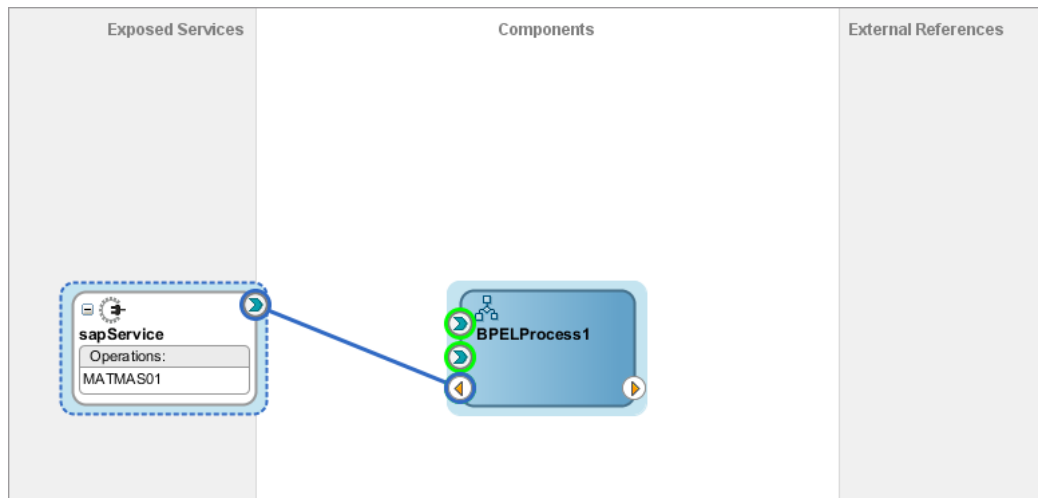 Exposed Services
Components
External References
sapService
Operations:
MATMAS01
BPELProcess1